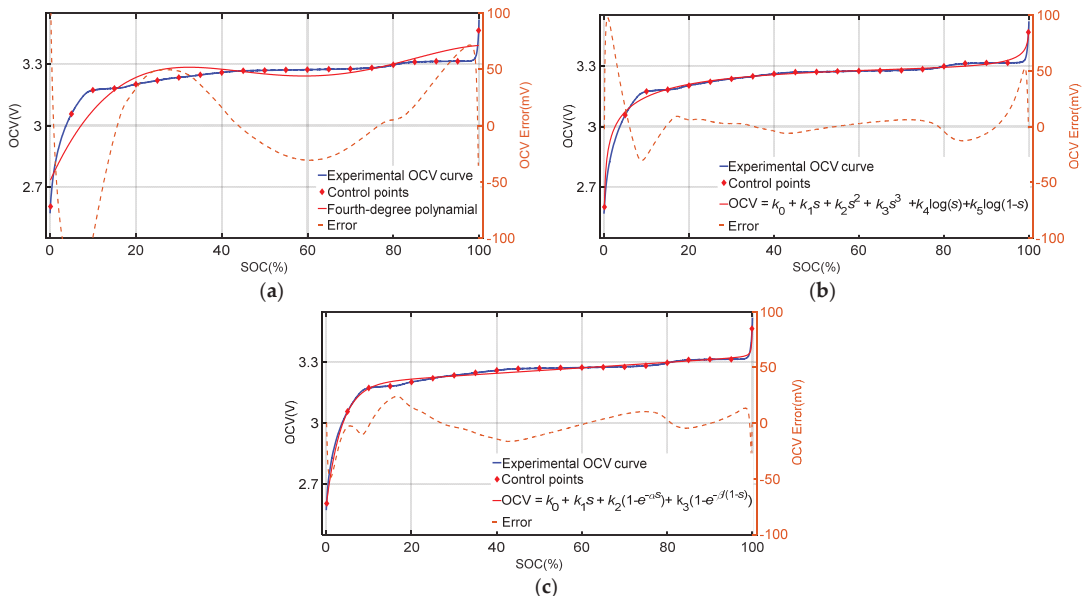 100
50
0
-50
-100
OCV Error(mV)
3.3
3
2.7
OCV(V)
Experimental OCV curve
Control points
Fourth-degree polynamial
Error
0
20
40
60
80
100
SOC(%)
(a)
100
50
0
-50
-100
OCV Error(mV)
3.3
3
2.7
OCV(V)
Experimental OCV curve
Control points
OCV = k0 + k1s + k2s² + k3s³ +k4log(s)+k5log(1-s)
Error
0
20
40
60
80
100
SOC(%)
(b)
100
50
0
-50
-100
OCV Error(mV)
3.3
3
2.7
OCV(V)
Experimental OCV curve
Control points
OCV = k0 + k1s + k2(1-e^-αs)+ k3(1-e^-β(1-s))
Error
0
20
40
60
80
100
SOC(%)
(c)